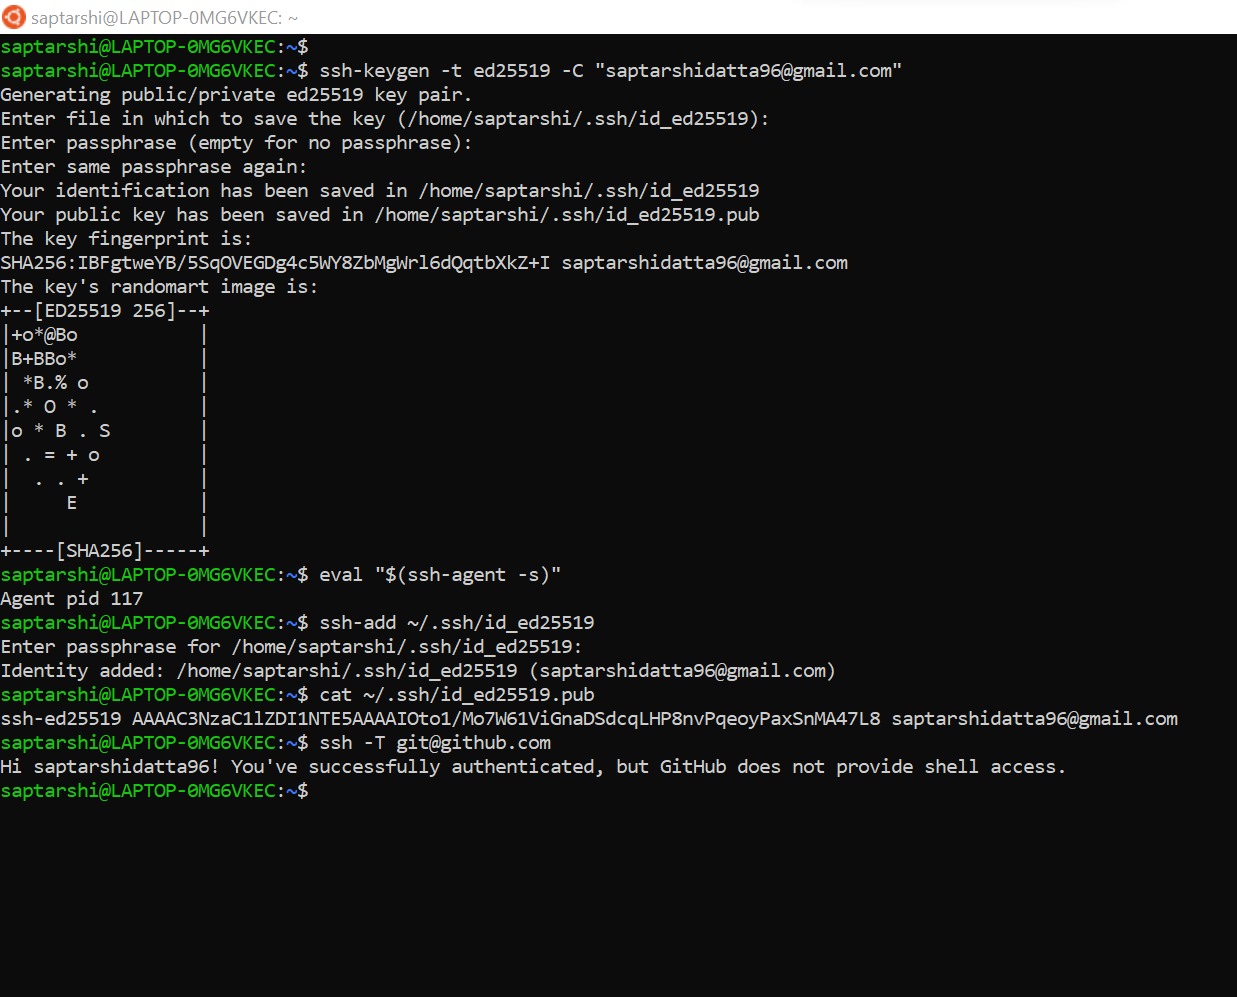 saptarshi@LAPTOP-0MG6VKEC: ~
saptarshi@LAPTOP-0MG6VKEC:~$
saptarshi@LAPTOP-0MG6VKEC:~$ ssh-keygen -t ed25519 -C "saptarshidatta96@gmail.com"
Generating public/private ed25519 key pair.
Enter file in which to save the key (/home/saptarshi/.ssh/id_ed25519):
Enter passphrase (empty for no passphrase):
Enter same passphrase again:
Your identification has been saved in /home/saptarshi/.ssh/id_ed25519
Your public key has been saved in /home/saptarshi/.ssh/id_ed25519.pub
The key fingerprint is:
SHA256:IBFgtweYB/5SqOVEGDg4c5WY8ZbMgWrl6dQqtbXkZ+I saptarshidatta96@gmail.com
The key's randomart image is:
+--[ED25519 256]--+
|+o*@Bo           |
|B+BBo*           |
| *B.% o          |
|.* O * .         |
|o * B . S        |
| . = + o         |
|  . . +          |
|     E           |
|                 |
+----[SHA256]-----+
saptarshi@LAPTOP-0MG6VKEC:~$ eval "$(ssh-agent -s)"
Agent pid 117
saptarshi@LAPTOP-0MG6VKEC:~$ ssh-add ~/.ssh/id_ed25519
Enter passphrase for /home/saptarshi/.ssh/id_ed25519:
Identity added: /home/saptarshi/.ssh/id_ed25519 (saptarshidatta96@gmail.com)
saptarshi@LAPTOP-0MG6VKEC:~$ cat ~/.ssh/id_ed25519.pub
ssh-ed25519 AAAAC3NzaC1lZDI1NTE5AAAAIOto1/Mo7W61ViGnaDSdcqLHP8nvPqeoyPaxSnMA47L8 saptarshidatta96@gmail.com
saptarshi@LAPTOP-0MG6VKEC:~$ ssh -T git@github.com
Hi saptarshidatta96! You've successfully authenticated, but GitHub does not provide shell access.
saptarshi@LAPTOP-0MG6VKEC:~$